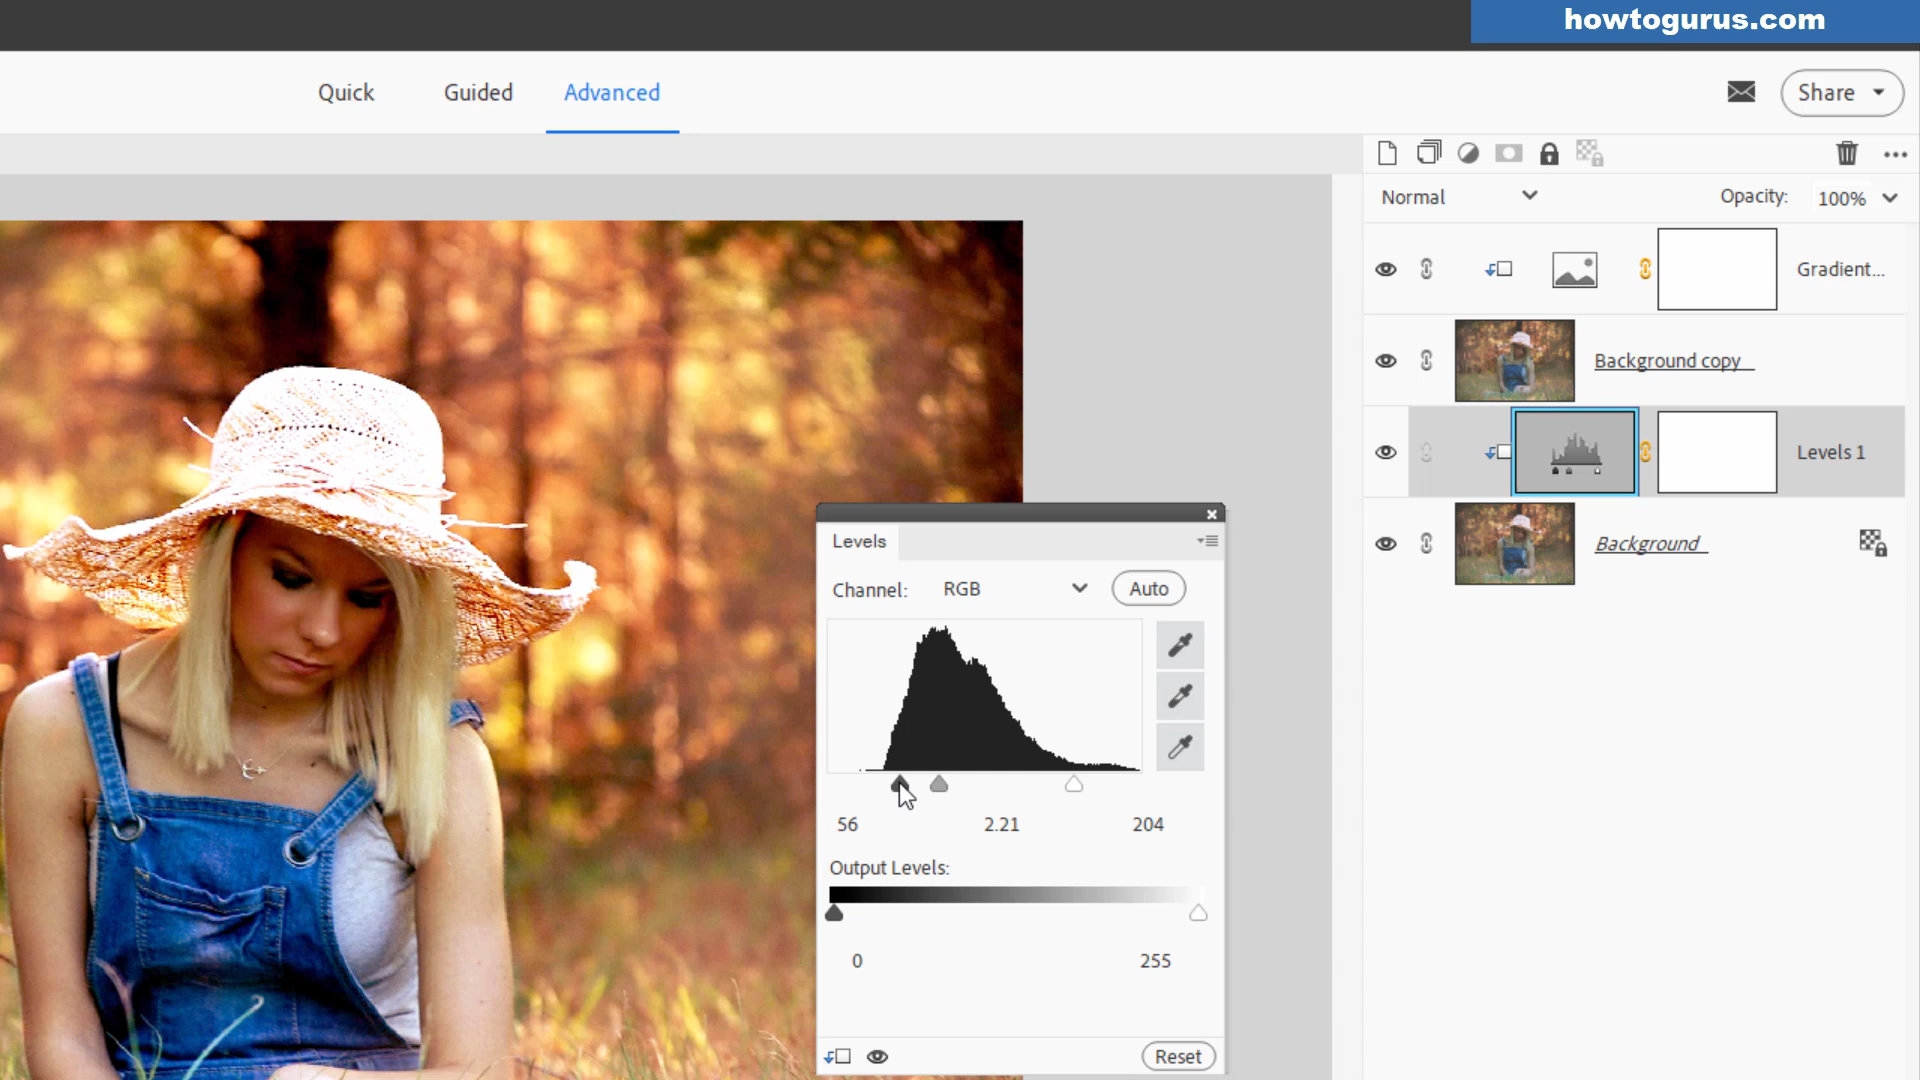 howtogurus.com
Quick Guided Advanced
Share
Normal Opacity: 100%
Gradient...
Background copy
Levels 1
Background
Levels
Channel: RGB Auto
56 2.21 204
Output Levels:
0 255
Reset